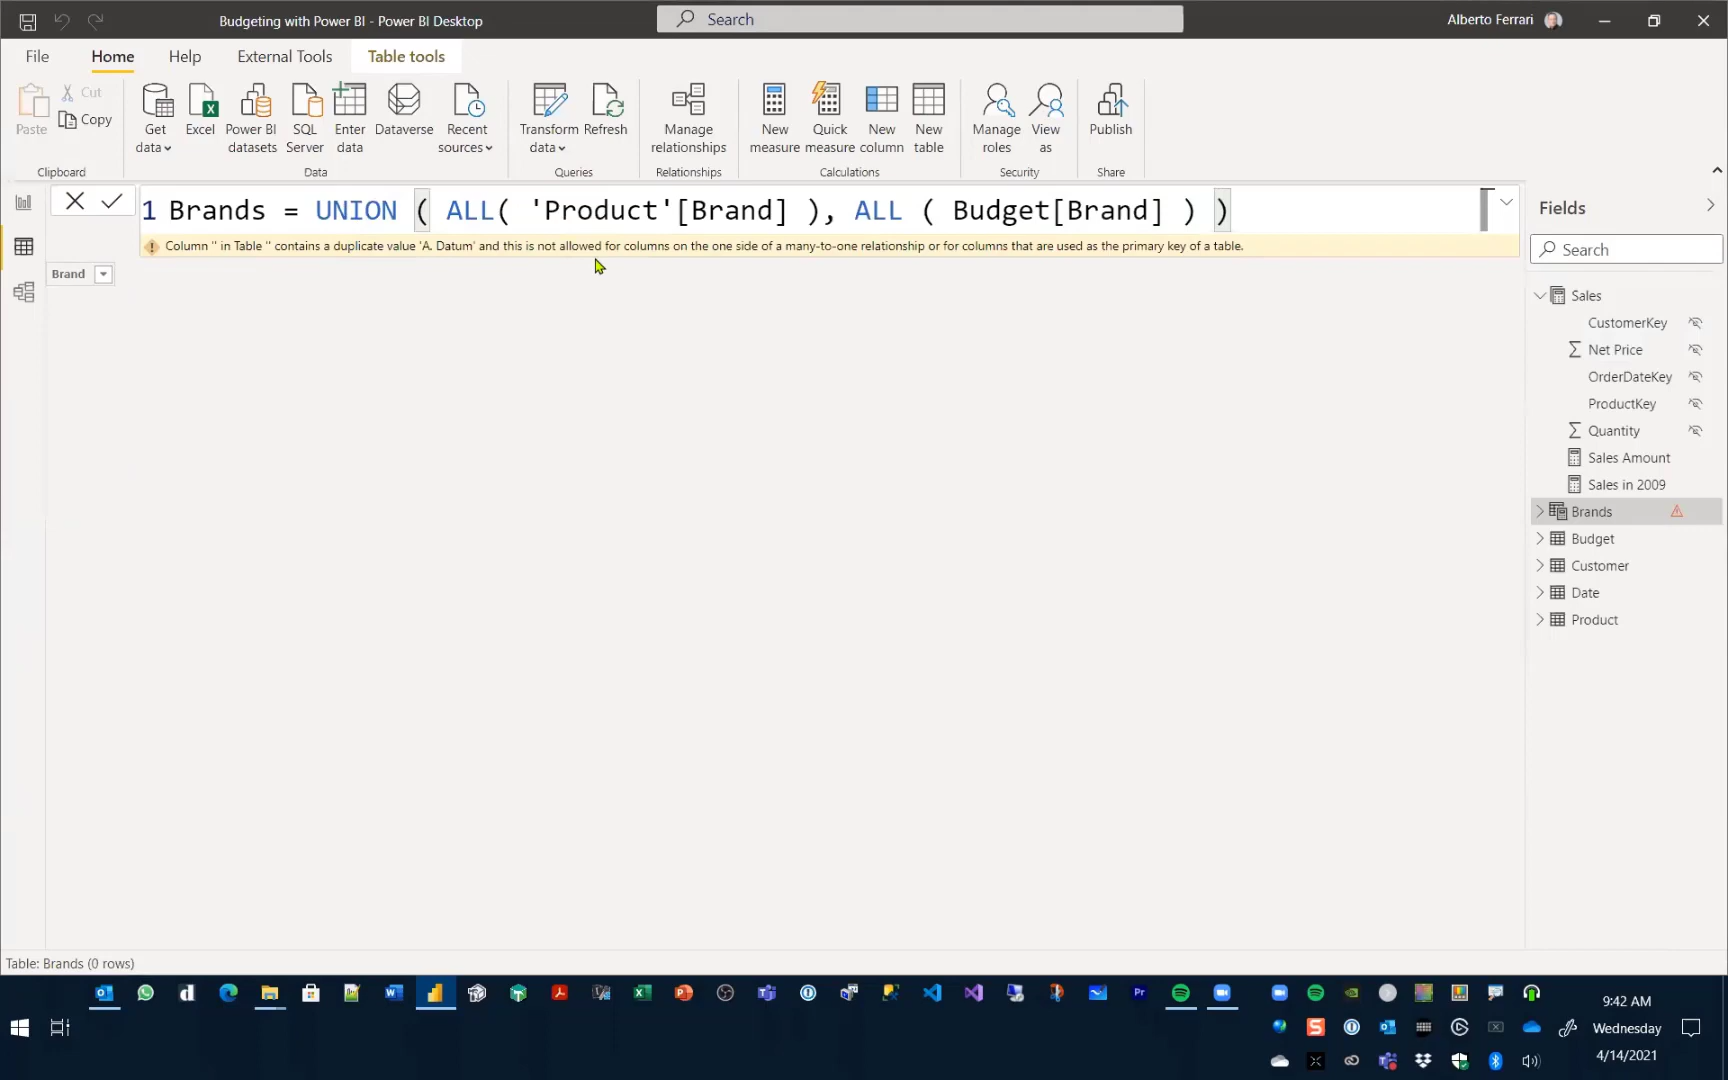 Budgeting with Power BI - Power BI Desktop
Search
Alberto Ferrari
File Home Help External Tools Table tools
Paste
Cut
Copy
Clipboard
Get data
Excel
Power BI datasets
SQL Server
Enter data
Dataverse
Recent sources
Data
Transform data
Refresh
Queries
Manage relationships
Relationships
New measure
Quick measure
New column
New table
Calculations
Manage roles
View as
Security
Publish
Share
1 Brands = UNION ( ALL( 'Product'[Brand] ), ALL ( Budget[Brand] ) )
Column '' in Table '' contains a duplicate value 'A. Datum' and this is not allowed for columns on the one side of a many-to-one relationship or for columns that are used as the primary key of a table.
Brand
Fields
Search
Sales
CustomerKey
Net Price
OrderDateKey
ProductKey
Quantity
Sales Amount
Sales in 2009
Brands
Budget
Customer
Date
Product
Table: Brands (0 rows)
9:42 AM
Wednesday
4/14/2021